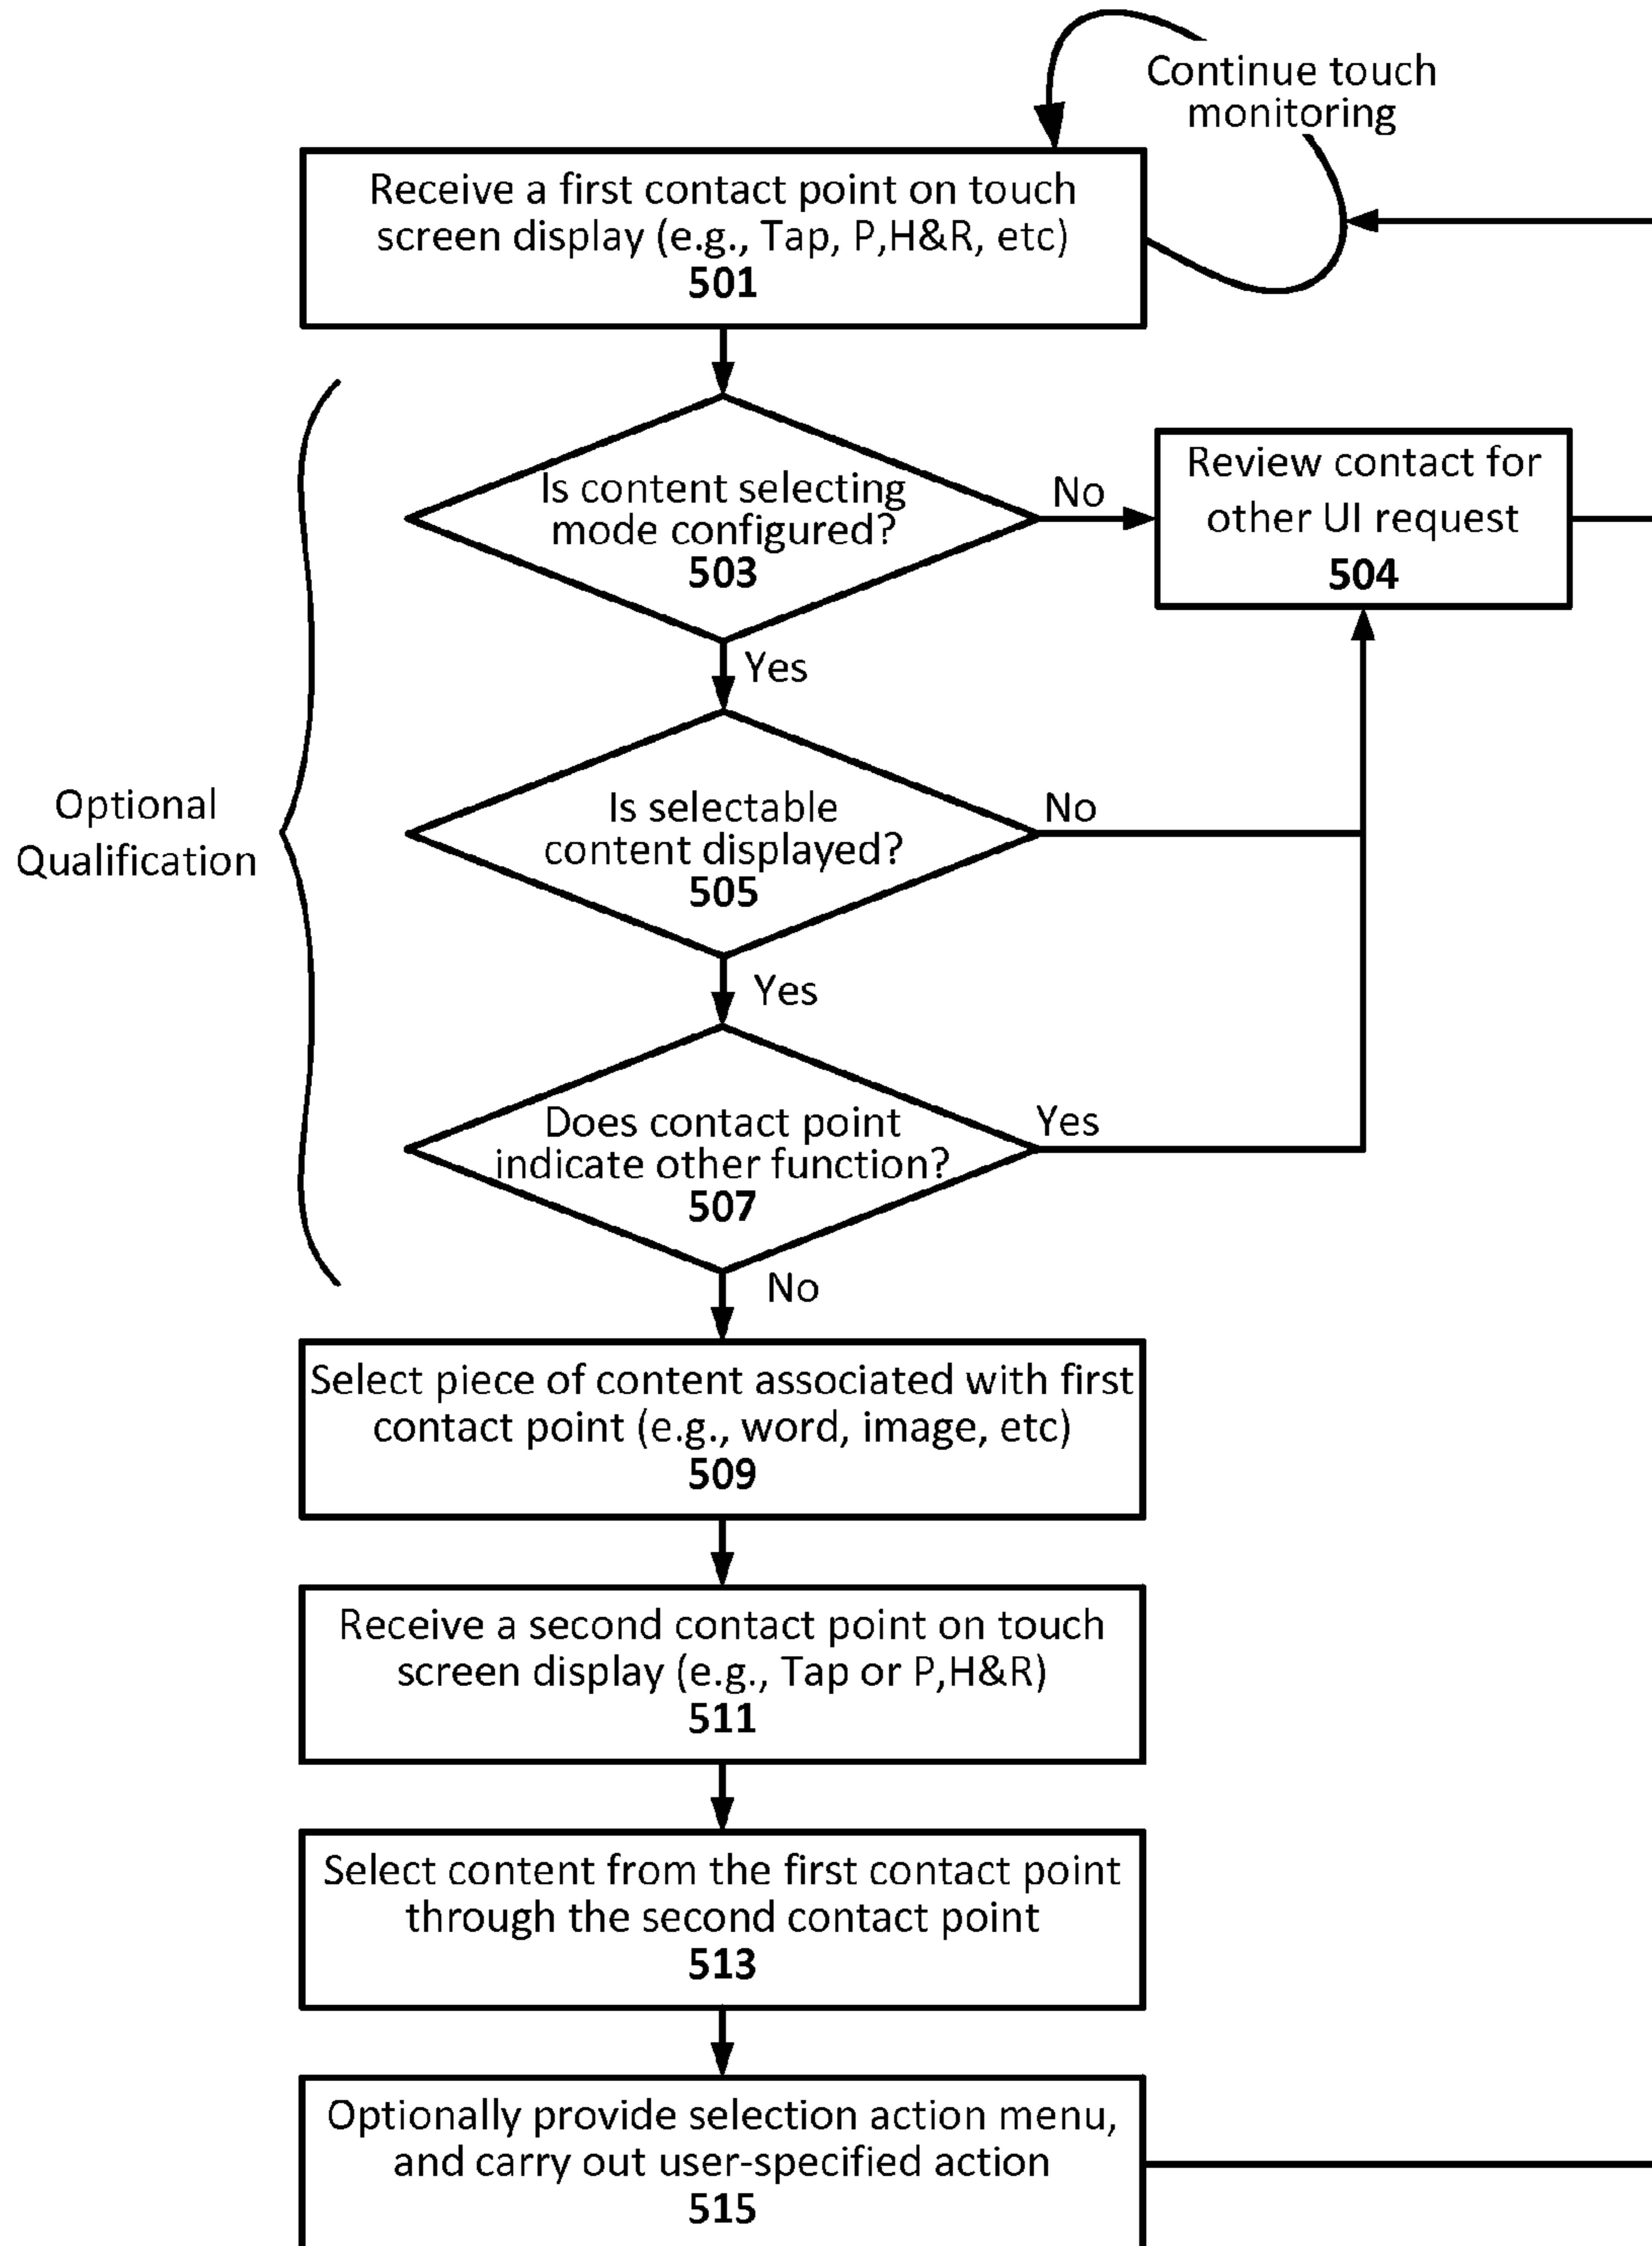 Continue touch
monitoring
Receive a first contact point on touch
screen display (e.g., Tap, P,H&R, etc)
501
Is content selecting
mode configured?
503
No
Review contact for
other UI request
504
Yes
Optional
Qualification
Is selectable
content displayed?
505
No
Yes
Does contact point
indicate other function?
507
Yes
No
Select piece of content associated with first
contact point (e.g., word, image, etc)
509
Receive a second contact point on touch
screen display (e.g., Tap or P,H&R)
511
Select content from the first contact point
through the second contact point
513
Optionally provide selection action menu,
and carry out user-specified action
515